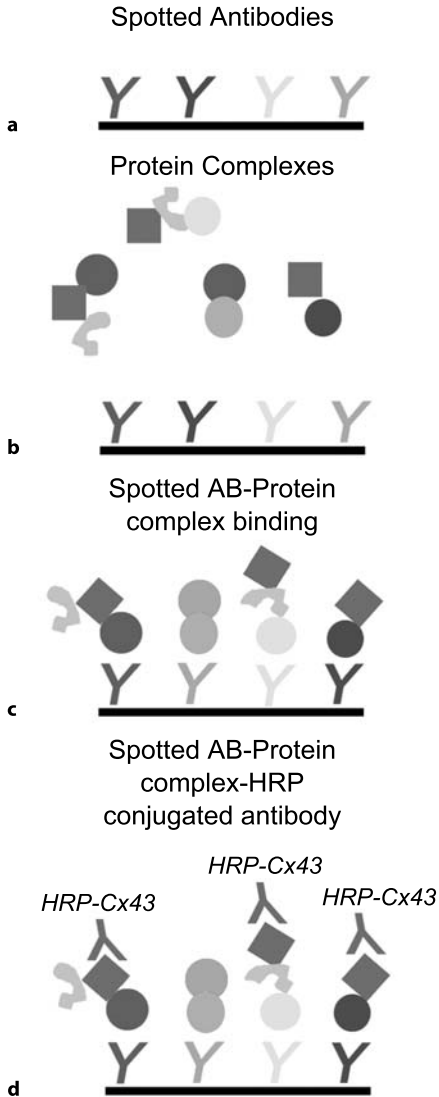 Spotted Antibodies
a
Protein Complexes
b
Spotted AB-Protein
complex binding
c
Spotted AB-Protein
complex-HRP
conjugated antibody
HRP-Cx43
HRP-Cx43
HRP-Cx43
d